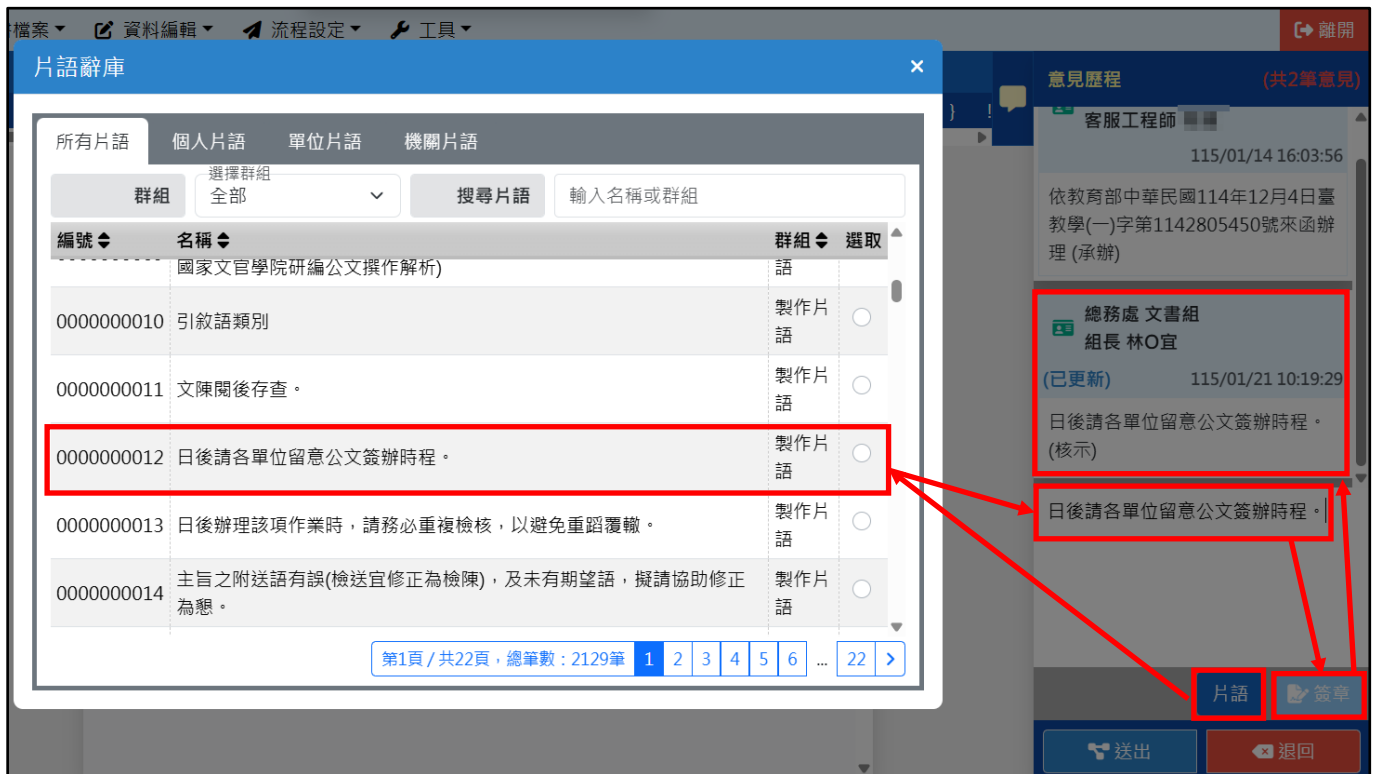 檔案 資料編輯 流程設定 工具 離開
片語辭庫 ×
所有片語 個人片語 單位片語 機關片語
選擇群組
群組 全部 搜尋片語 輸入名稱或群組
編號 名稱 群組 選取
國家文官學院研編公文撰作解析) 語
0000000010 引敘語類別 製作片語
0000000011 文陳閱後存查。 製作片語
0000000012 日後請各單位留意公文簽辦時程。 製作片語
0000000013 日後辦理該項作業時,請務必重複檢核,以避免重蹈覆轍。 製作片語
0000000014 主旨之附送語有誤(檢送宜修正為檢陳),及未有期望語,擬請協助修正
為懇。 製作片語
第1頁 / 共22頁,總筆數:2129筆 1 2 3 4 5 6 ... 22 >
} !
意見歷程 (共2筆意見)
客服工程師
115/01/14 16:03:56
依教育部中華民國114年12月4日臺
教學(一)字第1142805450號來函辦
理 (承辦)
總務處 文書組
組長 林O宜
(已更新) 115/01/21 10:19:29
日後請各單位留意公文簽辦時程。
(核示)
日後請各單位留意公文簽辦時程。
片語 簽章
送出 退回